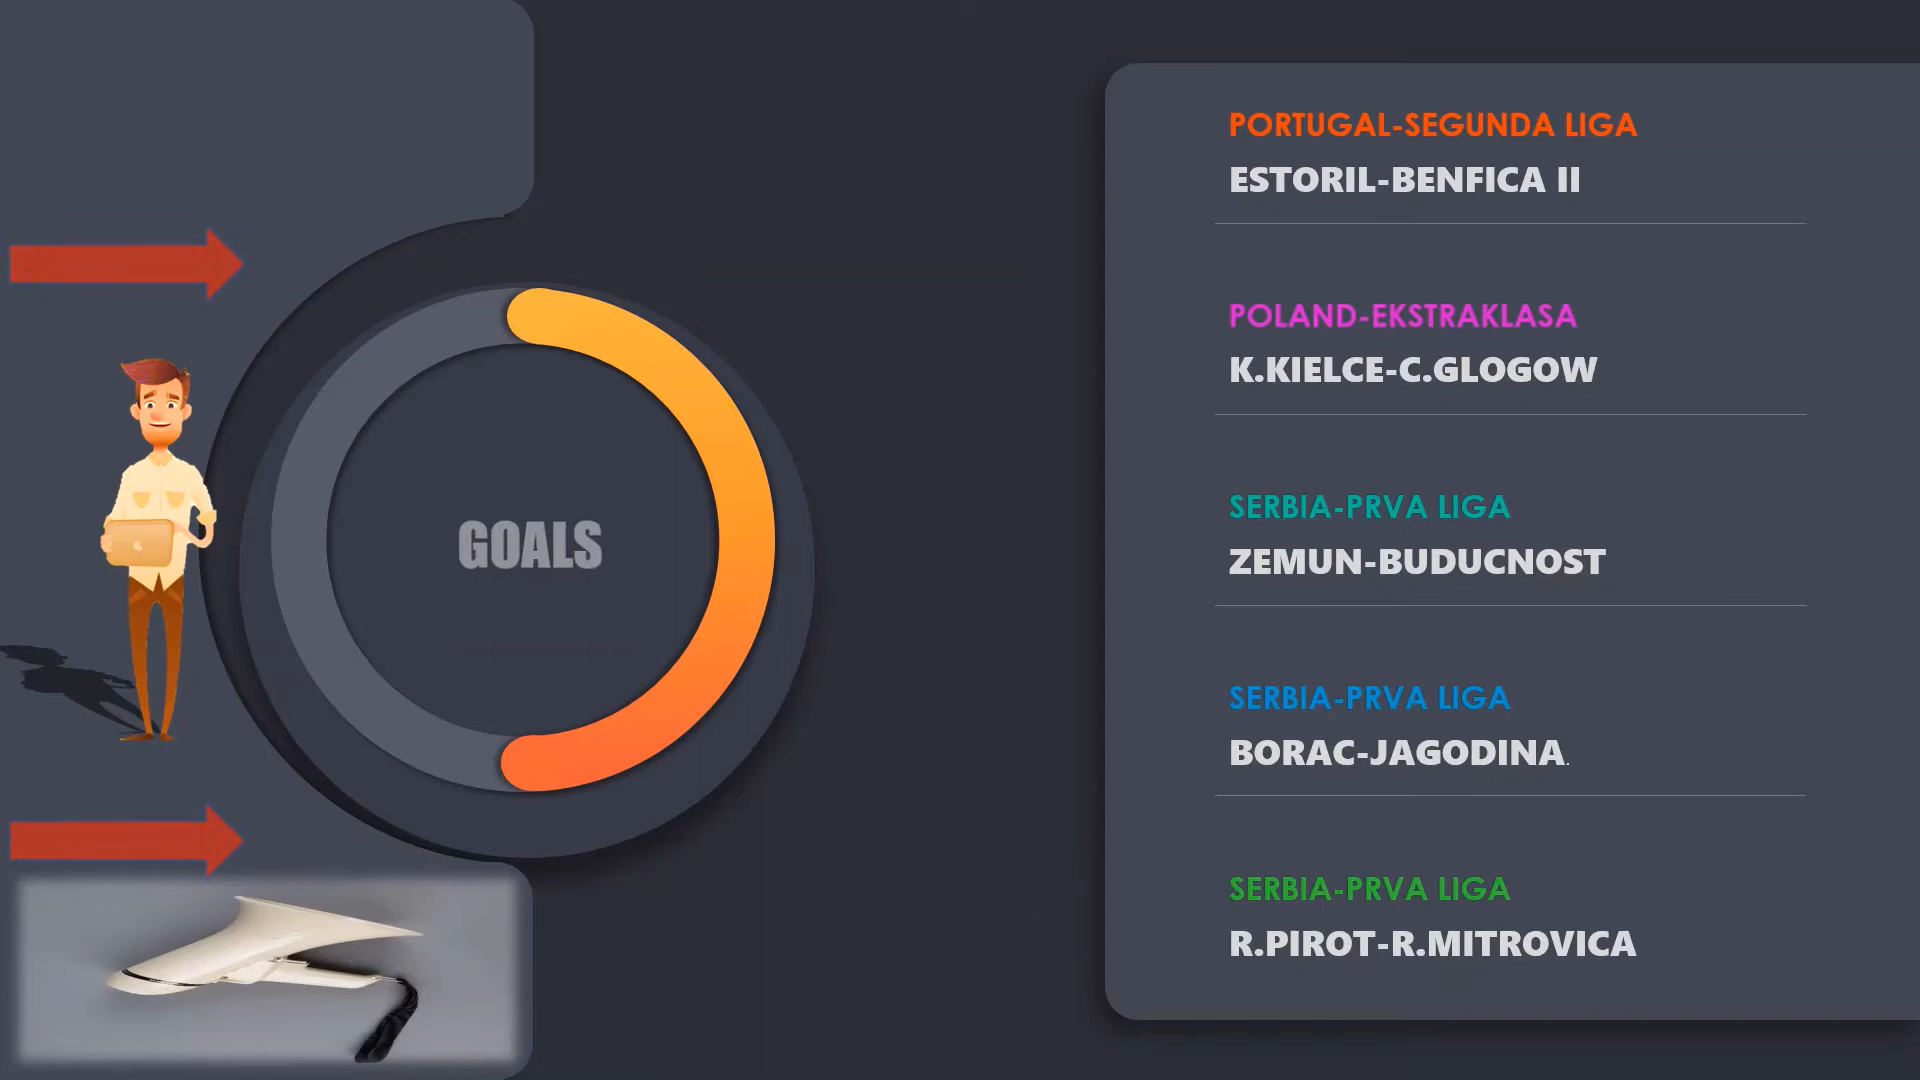 GOALS
PORTUGAL-SEGUNDA LIGA
ESTORIL-BENFICA II
POLAND-EKSTRAKLASA
K.KIELCE-C.GLOGOW
SERBIA-PRVA LIGA
ZEMUN-BUDUCNOST
SERBIA-PRVA LIGA
BORAC-JAGODINA.
SERBIA-PRVA LIGA
R.PIROT-R.MITROVICA